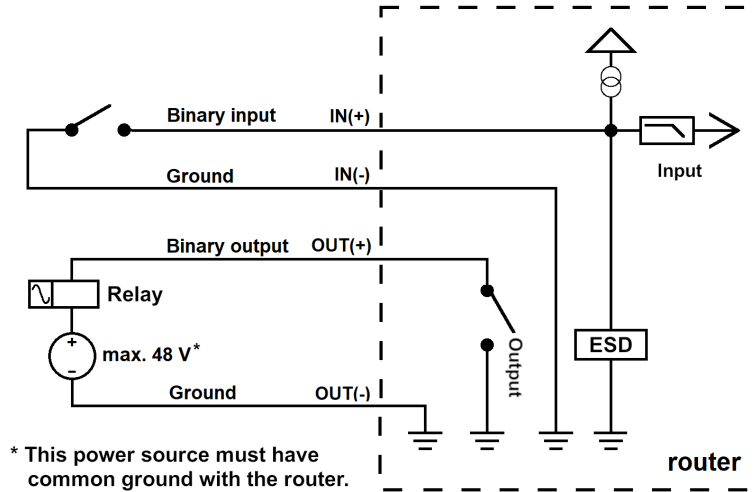 Binary input IN(+)
Input
Ground IN(-)
Binary output OUT(+)
Relay
+
max. 48 V*
−
Output
ESD
Ground OUT(-)
* This power source must have
common ground with the router.
router